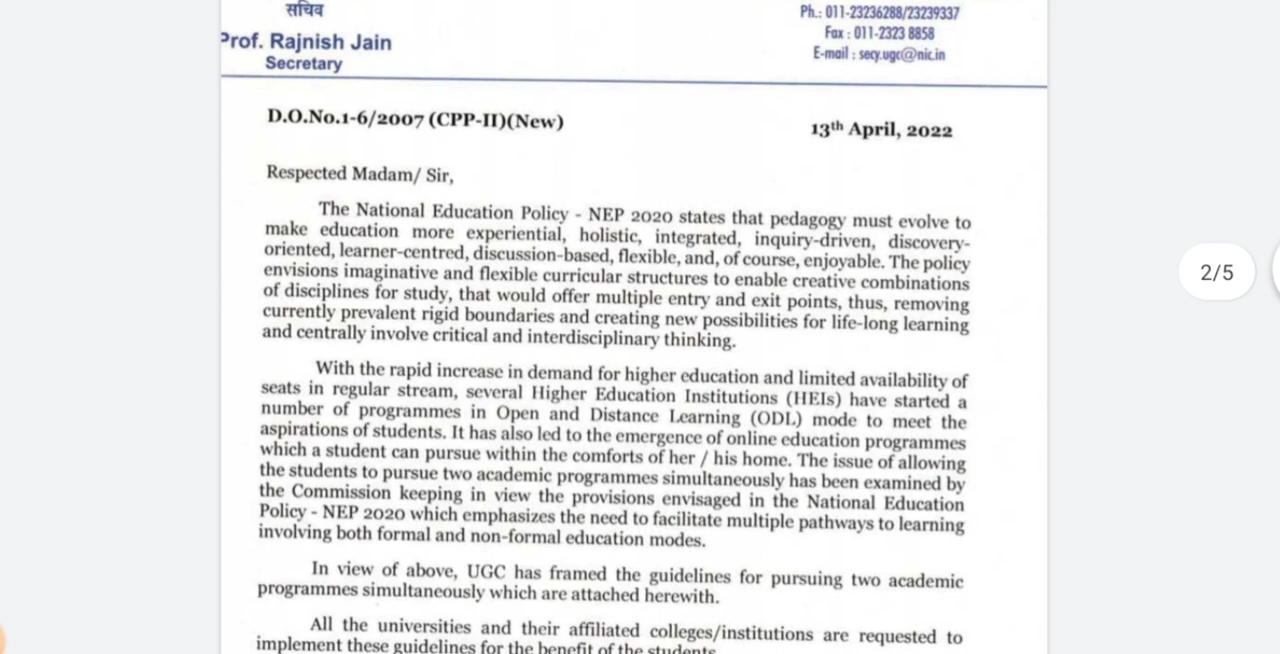 सचिव
Prof. Rajnish Jain
Secretary
Ph.: 011-23236288/23239337
Fax : 011-2323 8858
E-mail : secy.ugc@nic.in
D.O.No.1-6/2007 (CPP-II)(New)
13th April, 2022
Respected Madam/ Sir,
The National Education Policy - NEP 2020 states that pedagogy must evolve to
make education more experiential, holistic, integrated, inquiry-driven, discovery-
oriented, learner-centred, discussion-based, flexible, and, of course, enjoyable. The policy
envisions imaginative and flexible curricular structures to enable creative combinations
of disciplines for study, that would offer multiple entry and exit points, thus, removing
currently prevalent rigid boundaries and creating new possibilities for life-long learning
and centrally involve critical and interdisciplinary thinking.
With the rapid increase in demand for higher education and limited availability of
seats in regular stream, several Higher Education Institutions (HEIs) have started a
number of programmes in Open and Distance Learning (ODL) mode to meet the
aspirations of students. It has also led to the emergence of online education programmes
which a student can pursue within the comforts of her / his home. The issue of allowing
the students to pursue two academic programmes simultaneously has been examined by
the Commission keeping in view the provisions envisaged in the National Education
Policy - NEP 2020 which emphasizes the need to facilitate multiple pathways to learning
involving both formal and non-formal education modes.
In view of above, UGC has framed the guidelines for pursuing two academic
programmes simultaneously which are attached herewith.
All the universities and their affiliated colleges/institutions are requested to
implement these guidelines for the benefit of the students.
2/5